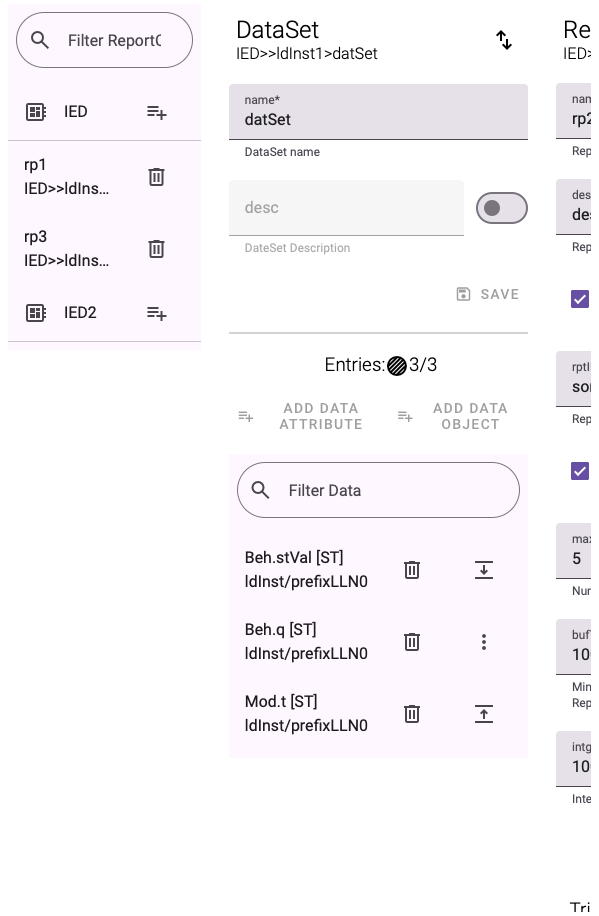 Filter Report
IED
rp1
IED>>ldIns...
rp3
IED>>ldIns...
IED2
DataSet
IED>>ldInst1>datSet
name*
datSet
DataSet name
desc
DateSet Description
SAVE
Entries: 3/3
ADD DATA
ATTRIBUTE
ADD DATA
OBJECT
Filter Data
Beh.stVal [ST]
ldInst/prefixLLN0
Beh.q [ST]
ldInst/prefixLLN0
Mod.t [ST]
ldInst/prefixLLN0
Re
IED>
nam
rp2
Rep
des
des
Rep
rptI
so
Rep
max
5
Nur
buf
10
Min
Rep
intg
10
Inte
Tri